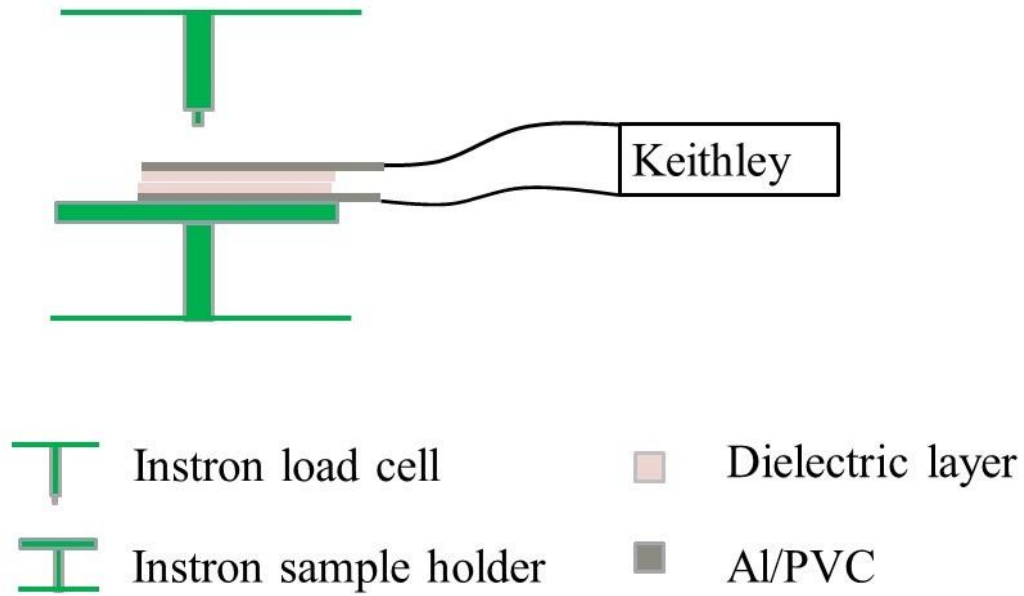 Keithley
Instron load cell
Dielectric layer
Instron sample holder
Al/PVC